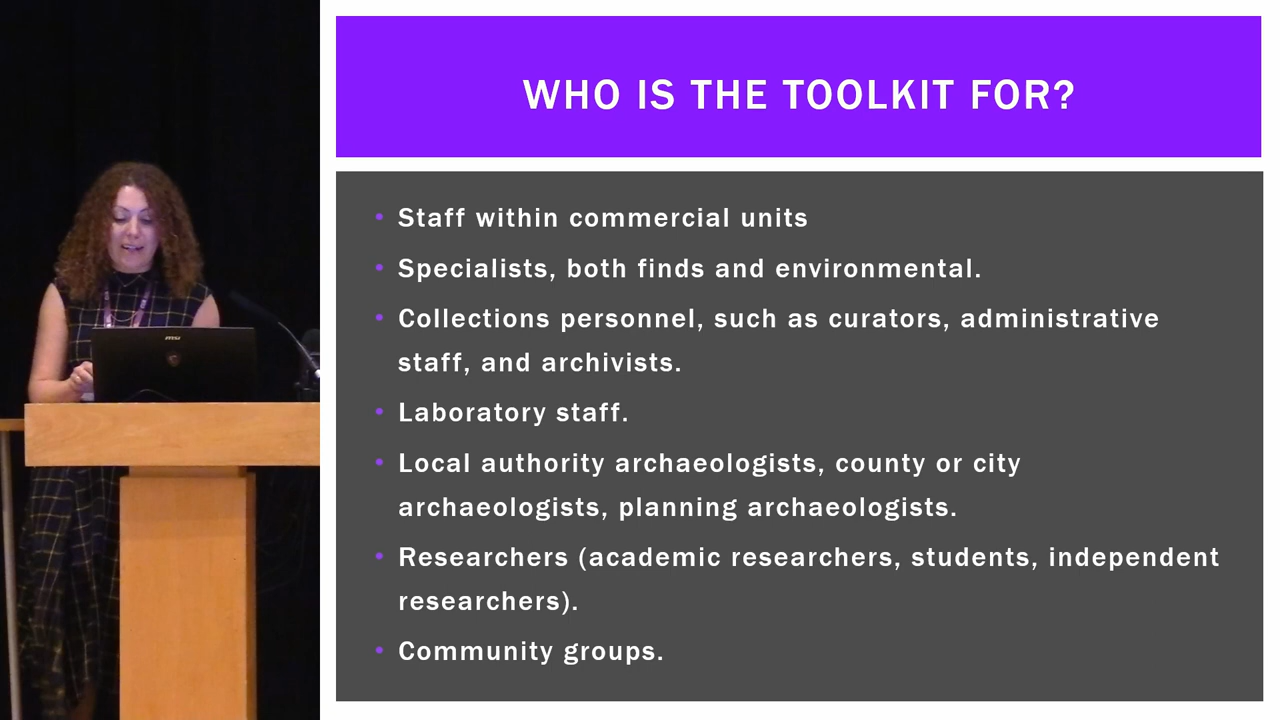 WHO IS THE TOOLKIT FOR?
• Staff within commercial units
• Specialists, both finds and environmental.
• Collections personnel, such as curators, administrative
staff, and archivists.
• Laboratory staff.
• Local authority archaeologists, county or city
archaeologists, planning archaeologists.
• Researchers (academic researchers, students, independent
researchers).
• Community groups.
msi